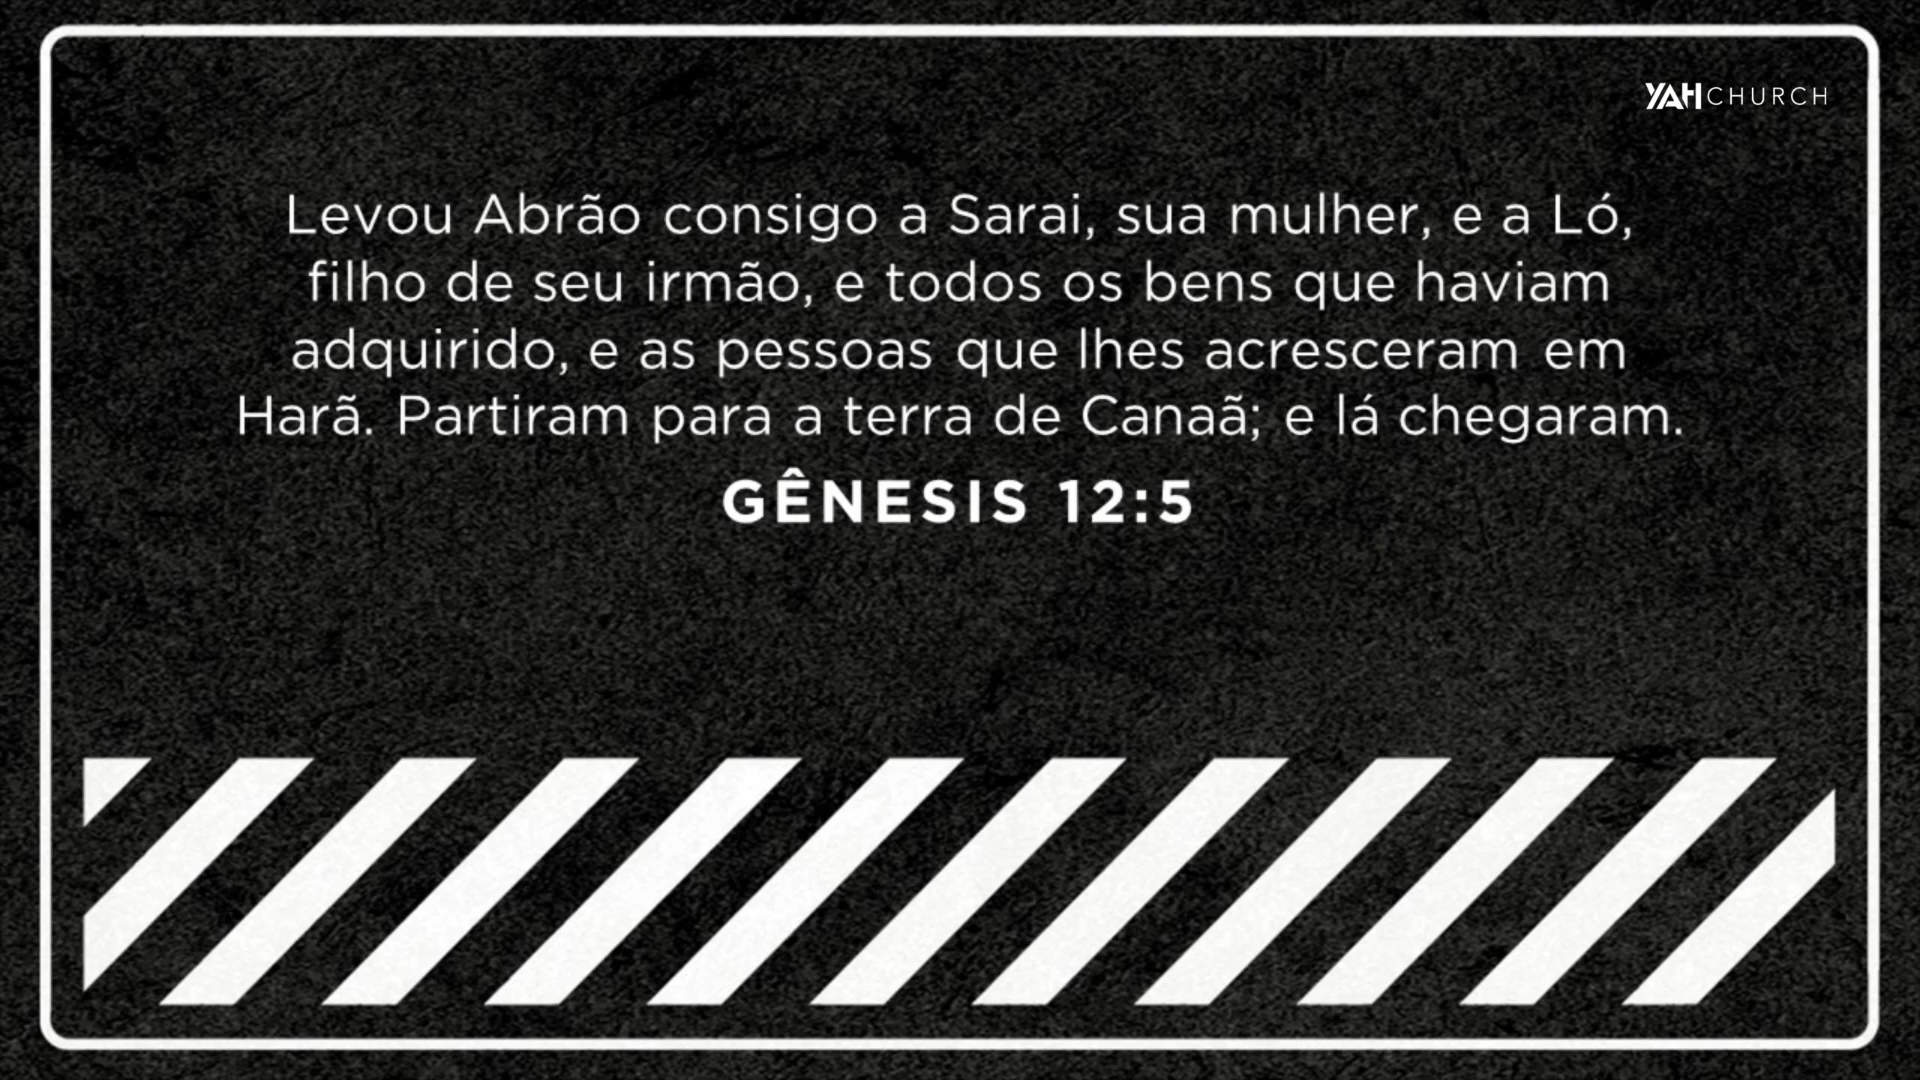 YAH CHURCH
Levou Abrão consigo a Sarai, sua mulher, e a Ló,
filho de seu irmão, e todos os bens que haviam
adquirido, e as pessoas que lhes acresceram em
Harã. Partiram para a terra de Canaã; e lá chegaram.
GÊNESIS 12:5